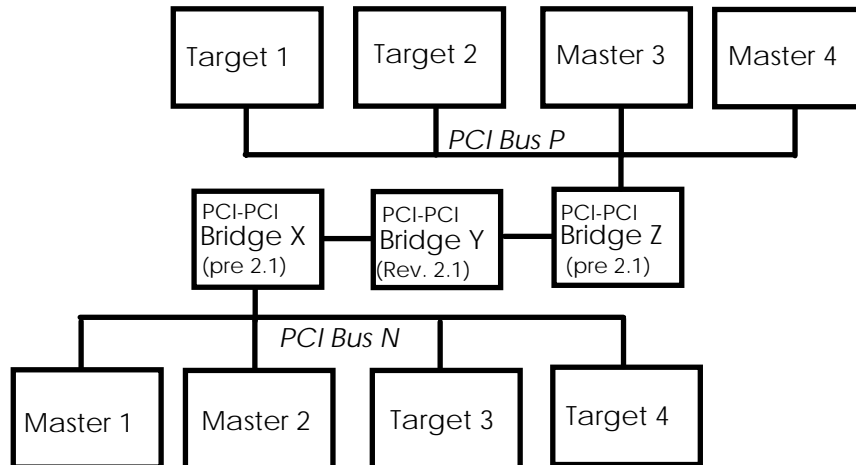 Target 1
Target 2
Master 3
Master 4
PCI Bus P
PCI-PCI
Bridge X
(pre 2.1)
PCI-PCI
Bridge Y
(Rev. 2.1)
PCI-PCI
Bridge Z
(pre 2.1)
PCI Bus N
Master 1
Master 2
Target 3
Target 4